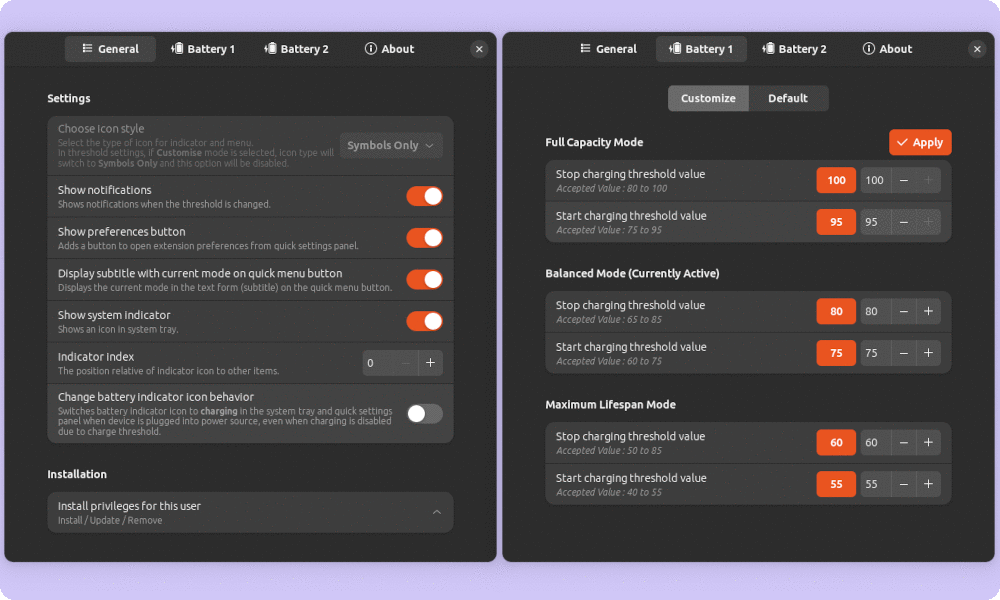 General
Battery 1
Battery 2
About
Settings
Choose icon style
Select the type of icon for indicator and menu.
In threshold settings, if Customise mode is selected, icon type will
switch to Symbols Only and this option will be disabled.
Symbols Only
Show notifications
Shows notifications when the threshold is changed.
Show preferences button
Adds a button to open extension preferences from quick settings panel.
Display subtitle with current mode on quick menu button
Displays the current mode in the text form (subtitle) on the quick menu button.
Show system indicator
Shows an icon in system tray.
Indicator Index
The position relative of indicator icon to other items.
0
Change battery indicator icon behavior
Switches battery indicator icon to charging in the system tray and quick settings
panel when device is plugged into power source, even when charging is disabled
due to charge threshold.
Installation
Install privileges for this user
Install / Update / Remove
General
Battery 1
Battery 2
About
Customize
Default
Full Capacity Mode
Apply
Stop charging threshold value
Accepted Value : 80 to 100
100
100
Start charging threshold value
Accepted Value : 75 to 95
95
95
Balanced Mode (Currently Active)
Stop charging threshold value
Accepted Value : 65 to 85
80
80
Start charging threshold value
Accepted Value : 60 to 75
75
75
Maximum Lifespan Mode
Stop charging threshold value
Accepted Value : 50 to 85
60
60
Start charging threshold value
Accepted Value : 40 to 55
55
55